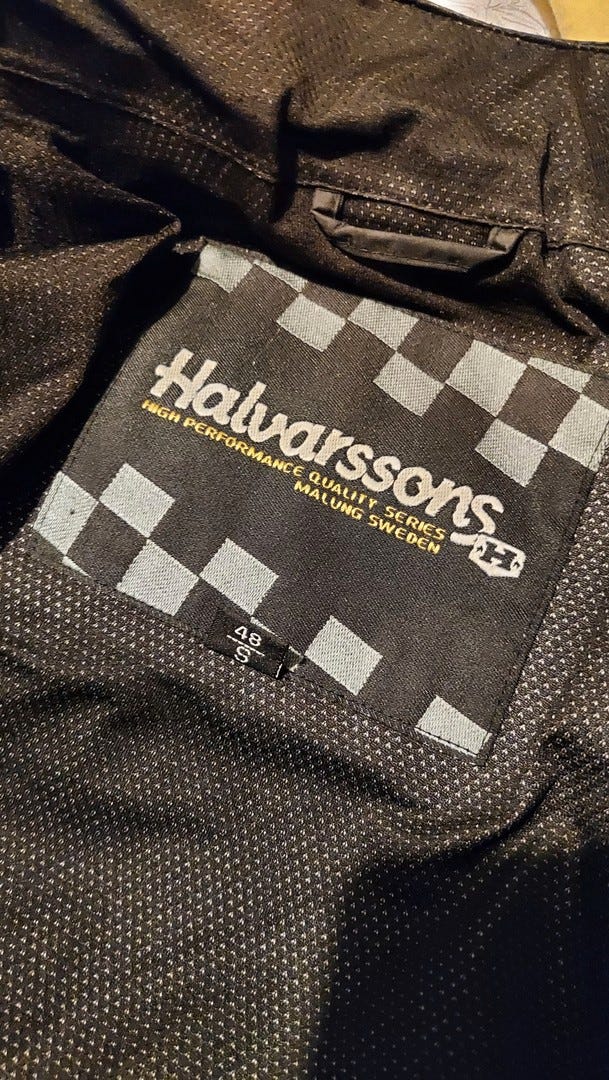 Halvarssons
HIGH PERFORMANCE QUALITY SERIES
MALUNG SWEDEN
H
48
S